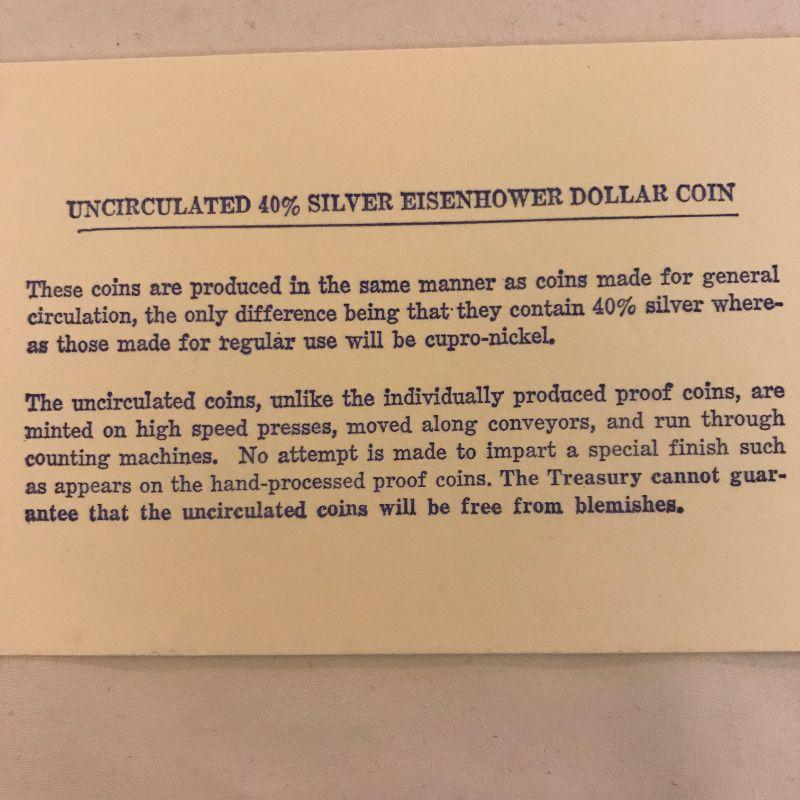 UNCIRCULATED 40% SILVER EISENHOWER DOLLAR COIN
These coins are produced in the same manner as coins made for general
circulation, the only difference being that they contain 40% silver where-
as those made for regular use will be cupro-nickel.
The uncirculated coins, unlike the individually produced proof coins, are
minted on high speed presses, moved along conveyors, and run through
counting machines. No attempt is made to impart a special finish such
as appears on the hand-processed proof coins. The Treasury cannot guar-
antee that the uncirculated coins will be free from blemishes.